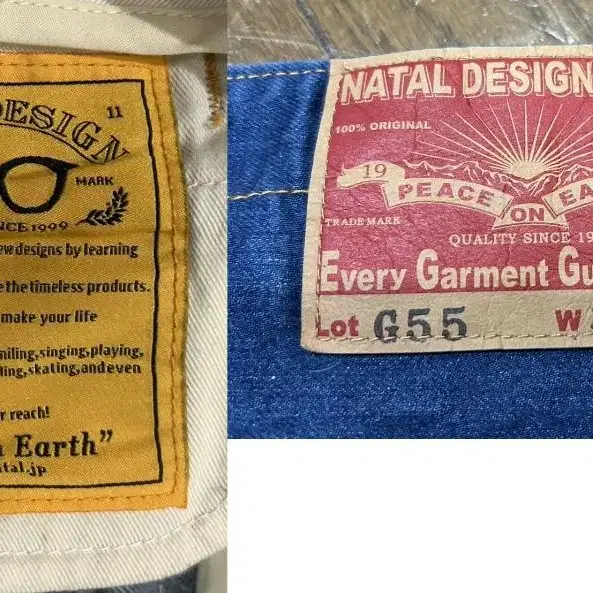 DESIGN
11
MARK
NCE 1999
ew designs by learning
e the timeless products.
make your life
miling,singing,playing,
ling,skating,and even
r reach!
Earth”
tal.jp
NATAL DESIGN
100% ORIGINAL
19
PEACE ON EA
TRADE MARK
QUALITY SINCE 19
Every Garment Gu
Lot G55 W